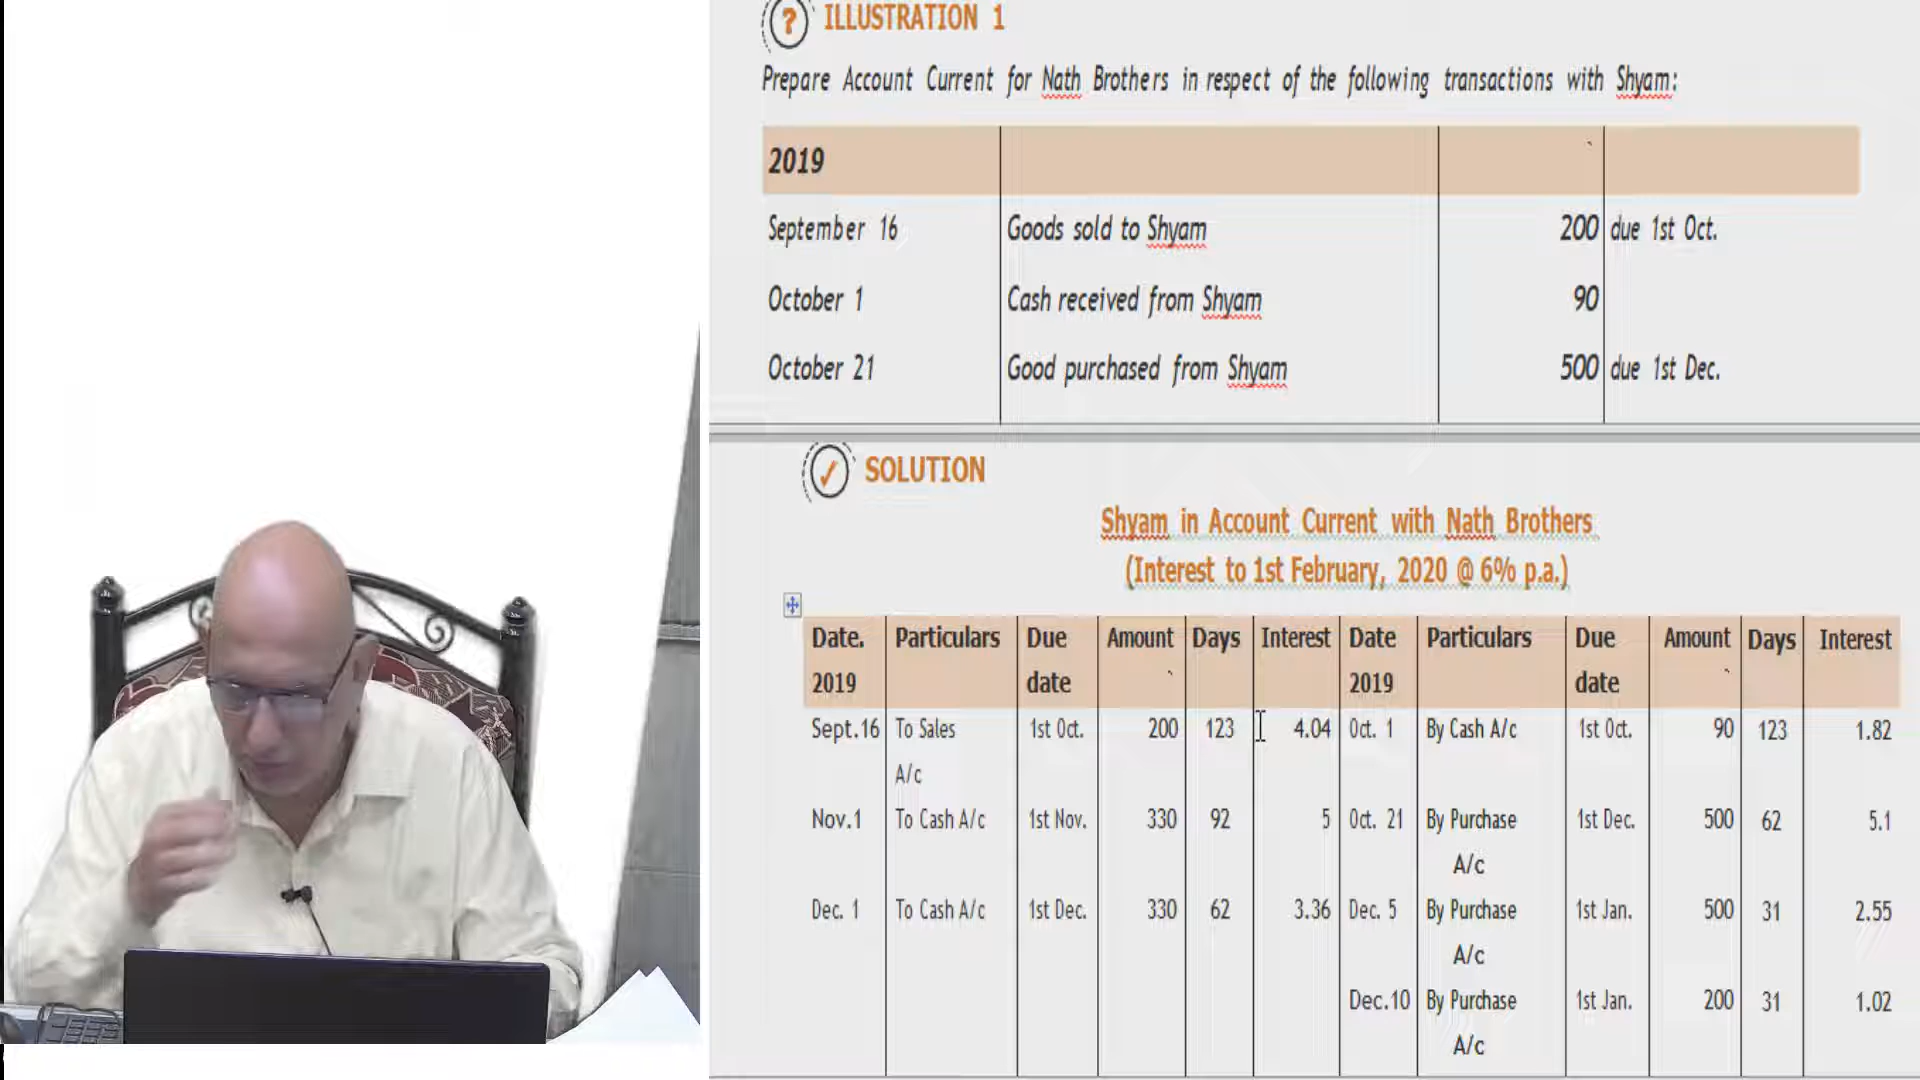 ? ILLUSTRATION 1
Prepare Account Current for Nath Brothers in respect of the following transactions with Shyam:
2019 `
September 16 Goods sold to Shyam 200 due 1st Oct.
October 1 Cash received from Shyam 90
October 21 Good purchased from Shyam 500 due 1st Dec.
SOLUTION
Shyam in Account Current with Nath Brothers
(Interest to 1st February, 2020 @ 6% p.a.)
Date. Particulars Due Amount Days Interest Date Particulars Due Amount Days Interest
2019 date ` 2019 date `
Sept.16 To Sales 1st Oct. 200 123 4.04 Oct. 1 By Cash A/c 1st Oct. 90 123 1.82
A/c
Nov.1 To Cash A/c 1st Nov. 330 92 5 Oct. 21 By Purchase 1st Dec. 500 62 5.1
A/c
Dec. 1 To Cash A/c 1st Dec. 330 62 3.36 Dec. 5 By Purchase 1st Jan. 500 31 2.55
A/c
Dec.10 By Purchase 1st Jan. 200 31 1.02
A/c